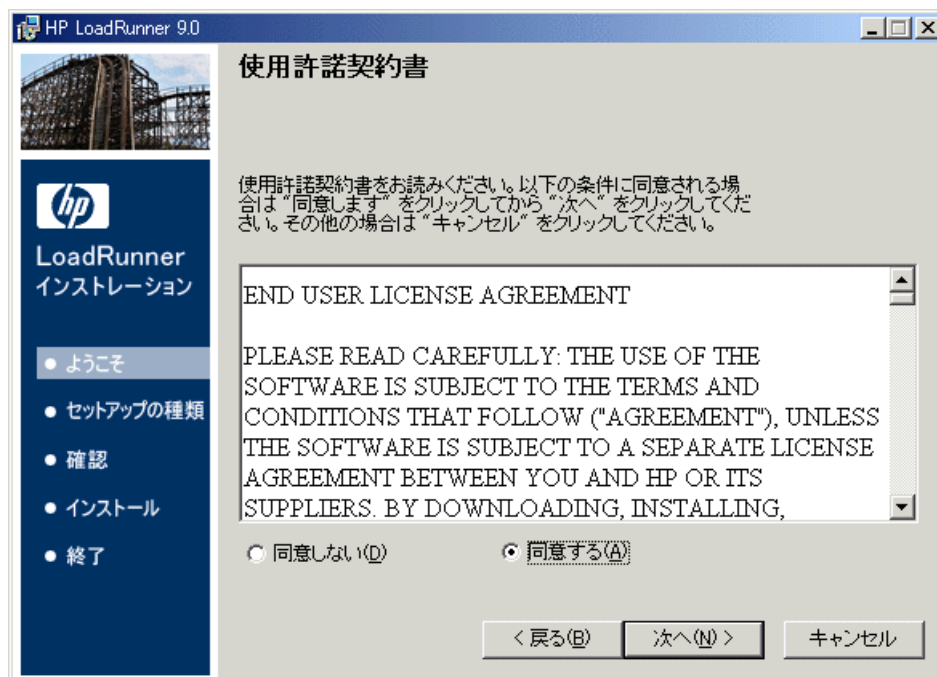 HP LoadRunner 9.0
使用許諾契約書
使用許諾契約書をお読みください。以下の条件に同意される場
合は "同意します" をクリックしてから "次へ" をクリックしてくだ
さい。その他の場合は "キャンセル" をクリックしてください。
hp
LoadRunner
インストレーション
ようこそ
セットアップの種類
確認
インストール
終了
END USER LICENSE AGREEMENT
PLEASE READ CAREFULLY: THE USE OF THE
SOFTWARE IS SUBJECT TO THE TERMS AND
CONDITIONS THAT FOLLOW ("AGREEMENT"), UNLESS
THE SOFTWARE IS SUBJECT TO A SEPARATE LICENSE
AGREEMENT BETWEEN YOU AND HP OR ITS
SUPPLIERS. BY DOWNLOADING, INSTALLING,
同意しない(D)
同意する(A)
< 戻る(B)
次へ(N) >
キャンセル